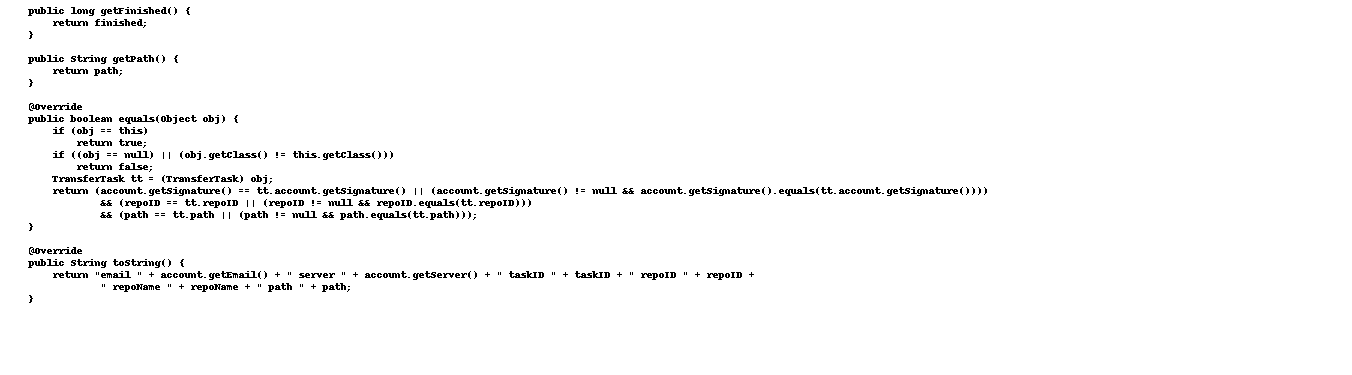 public long getFinished() {
return finished;
}
public String getPath() {
return path;
}
@Override
public boolean equals(Object obj) {
if (obj == this)
return true;
if ((obj == null) || (obj.getClass() != this.getClass()))
return false;
TransferTask tt = (TransferTask) obj;
return (account.getSignature() == tt.account.getSignature() || (account.getSignature() != null && account.getSignature().equals(tt.account.getSignature())))
&& (repoID == tt.repoID || (repoID != null && repoID.equals(tt.repoID)))
&& (path == tt.path || (path != null && path.equals(tt.path)));
}
@Override
public String toString() {
return "email " + account.getEmail() + " server " + account.getServer() + " taskID " + taskID + " repoID " + repoID +
" repoName " + repoName + " path " + path;
}